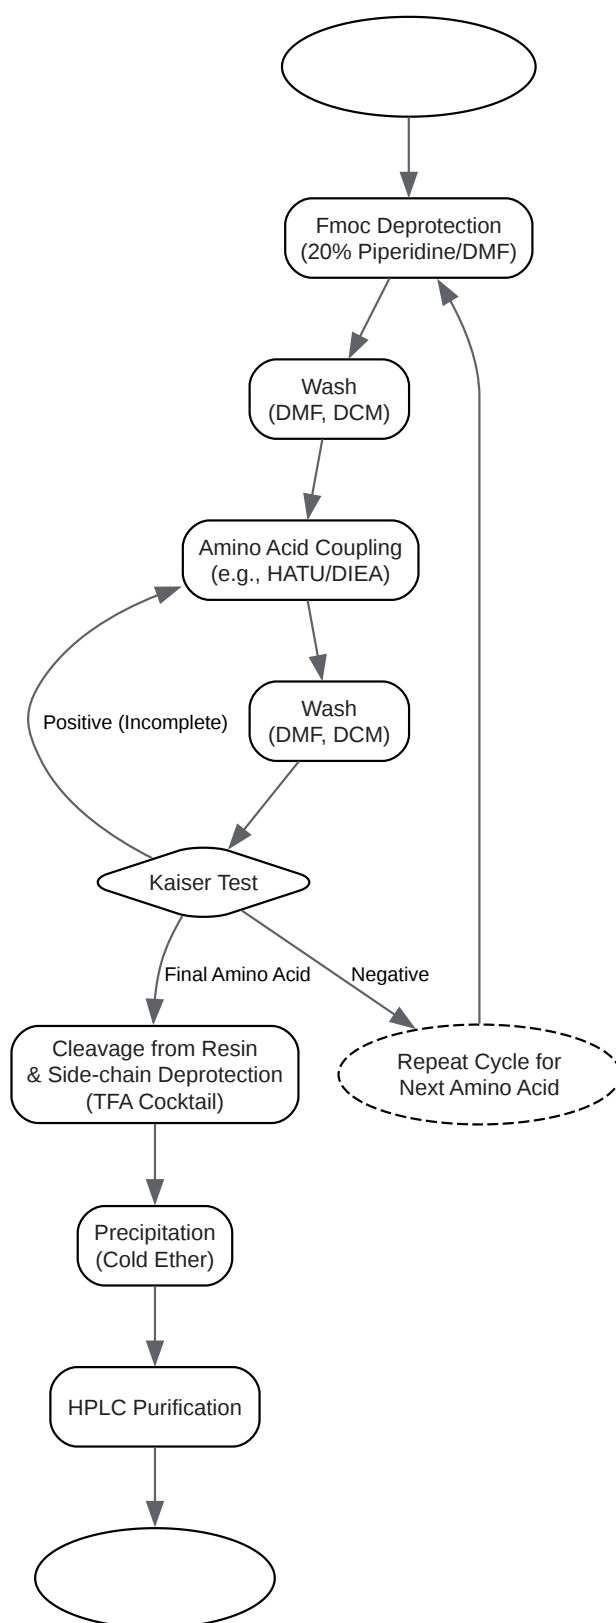 Fmoc Deprotection
(20% Piperidine/DMF)
Wash
(DMF, DCM)
Amino Acid Coupling
(e.g., HATU/DIEA)
Wash
(DMF, DCM)
Positive (Incomplete)
Kaiser Test
Final Amino Acid
Negative
Cleavage from Resin
& Side-chain Deprotection
(TFA Cocktail)
Repeat Cycle for
Next Amino Acid
Precipitation
(Cold Ether)
HPLC Purification